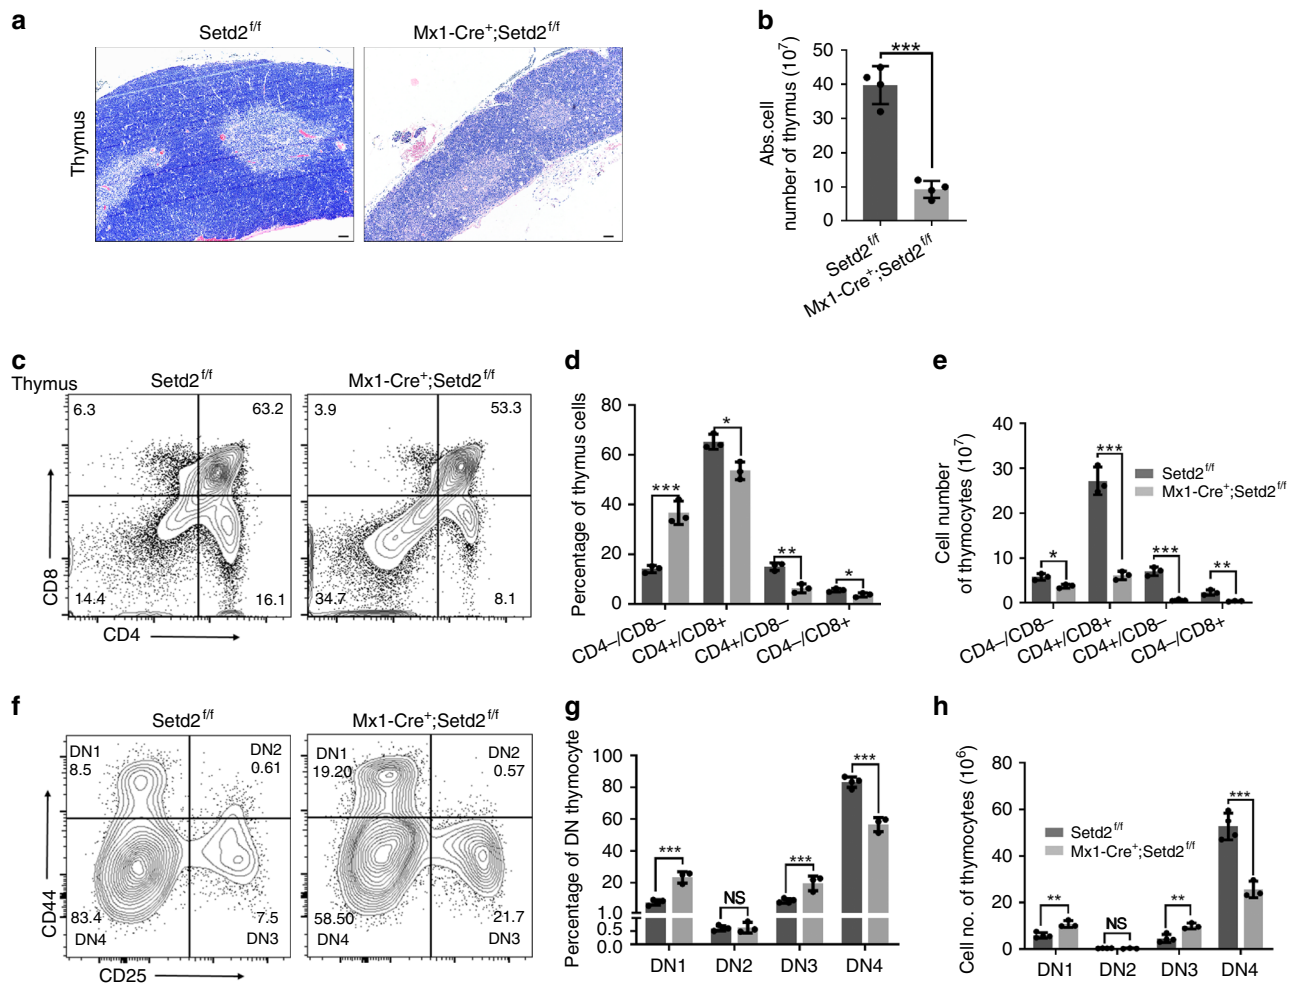 a
Setd2f/f
Mx1-Cre+;Setd2f/f
Thymus
b
Abs.cell
number of thymus (10⁷)
50
40
30
20
10
0
***
Setd2f/f
Mx1-Cre+;Setd2f/f
c
Thymus
Setd2f/f
Mx1-Cre+;Setd2f/f
6.3
63.2
14.4
16.1
3.9
53.3
34.7
8.1
CD8
CD4
d
Percentage of thymus cells
80
60
40
20
0
***
*
**
*
CD4–/CD8–
CD4+/CD8+
CD4+/CD8–
CD4–/CD8+
e
Cell number
of thymocytes (10⁷)
40
30
20
10
0
*
***
***
**
Setd2f/f
Mx1-Cre+;Setd2f/f
CD4–/CD8–
CD4+/CD8+
CD4+/CD8–
CD4–/CD8+
f
Setd2f/f
Mx1-Cre+;Setd2f/f
DN1
8.5
DN2
0.61
83.4
DN4
7.5
DN3
DN1
19.20
DN2
0.57
58.50
DN4
21.7
DN3
CD44
CD25
g
Percentage of DN thymocyte
100
80
60
40
20
1.0
0.5
0.0
***
NS
***
***
DN1
DN2
DN3
DN4
h
Cell no. of thymocytes (10⁶)
80
60
40
20
0
Setd2f/f
Mx1-Cre+;Setd2f/f
**
NS
**
***
DN1
DN2
DN3
DN4